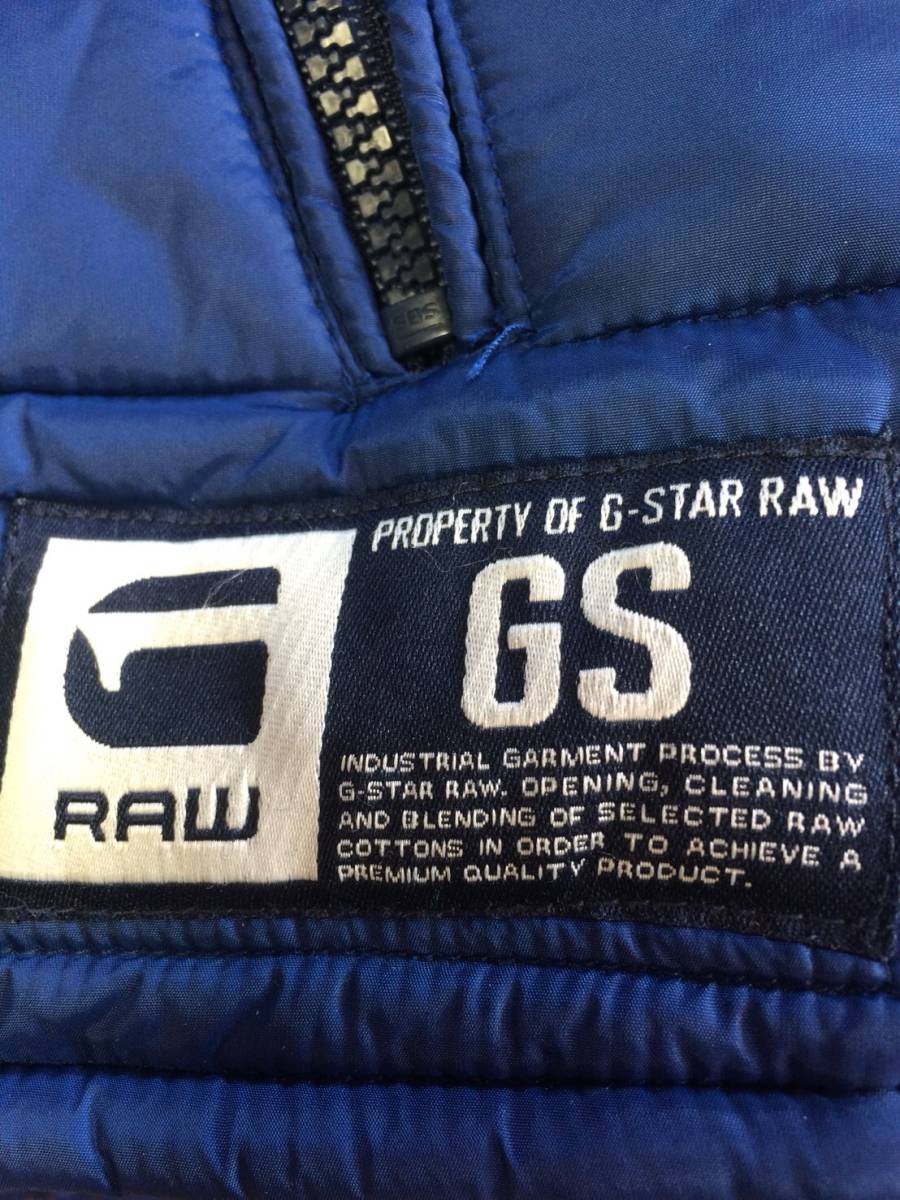 PROPERTY OF G-STAR RAW
GS
RAW
INDUSTRIAL GARMENT PROCESS BY
G-STAR RAW. OPENING, CLEANING
AND BLENDING OF SELECTED RAW
COTTONS IN ORDER TO ACHIEVE A
PREMIUM QUALITY PRODUCT.